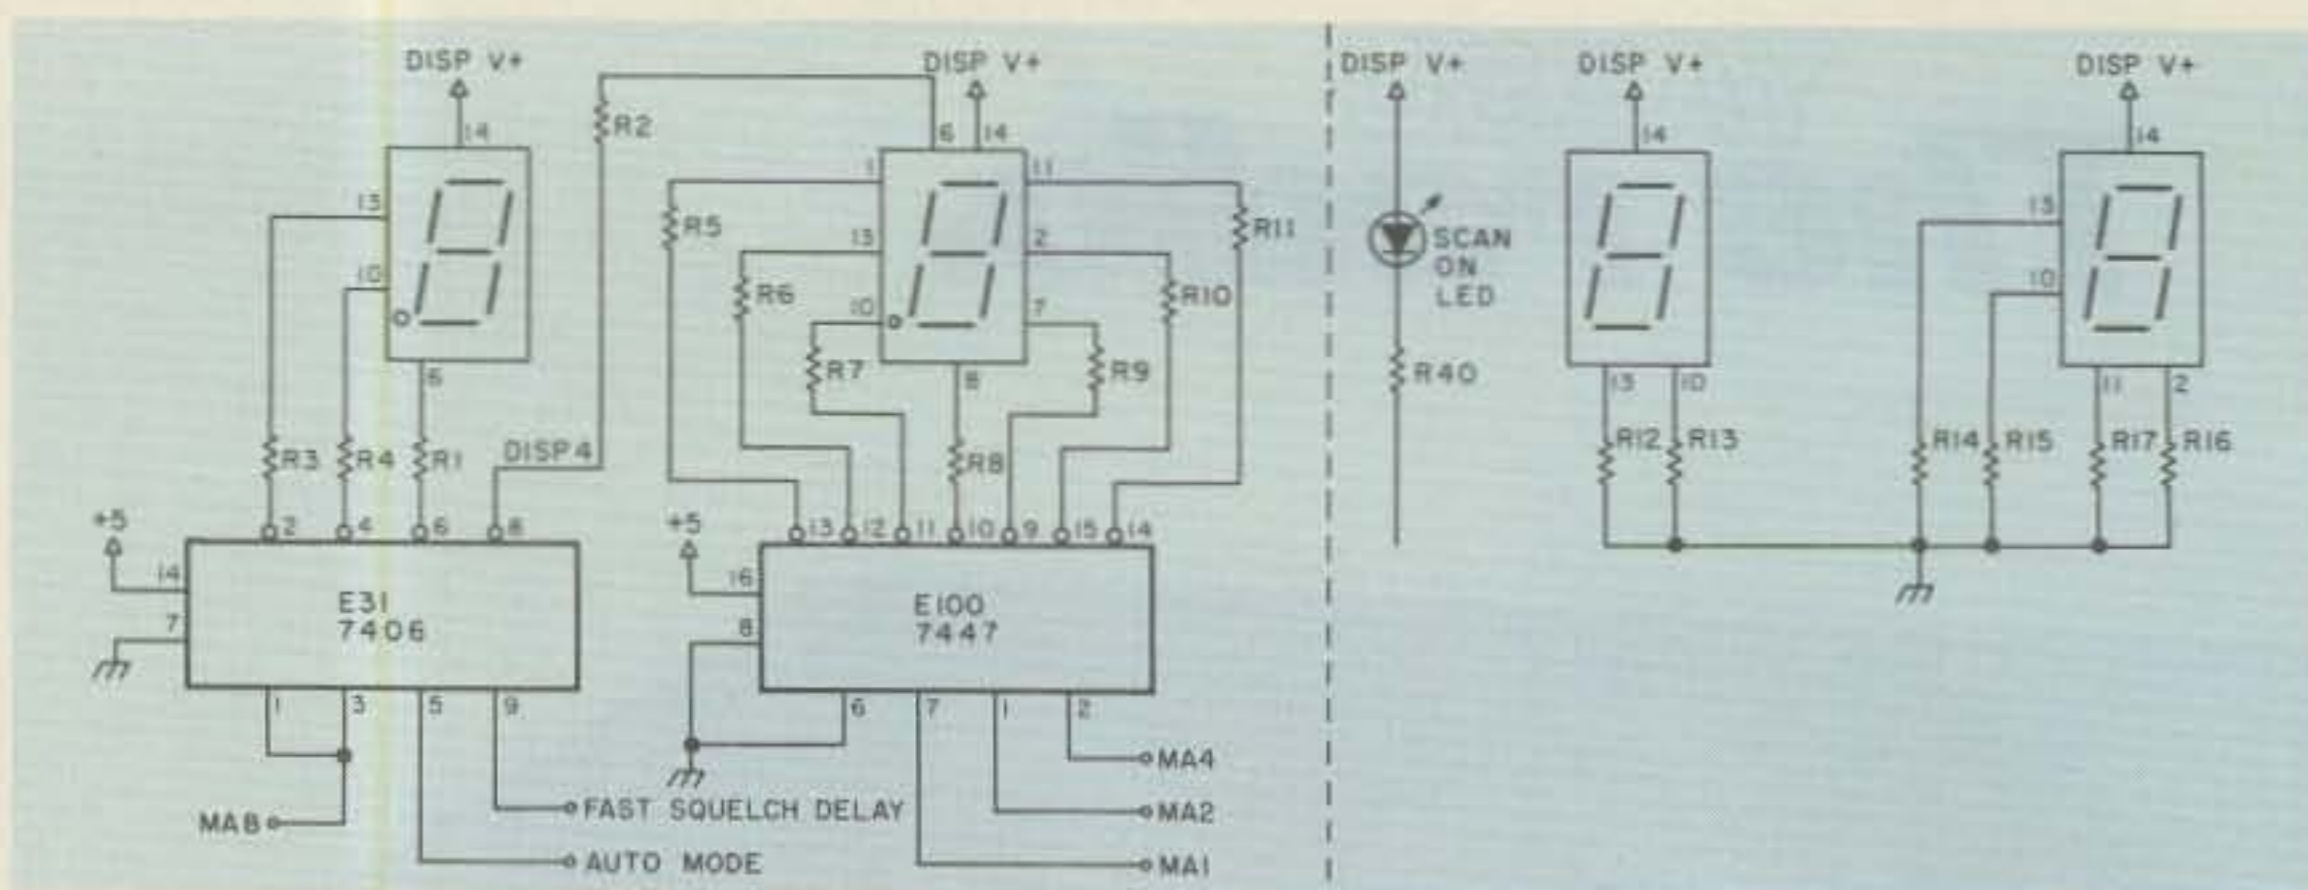 DISP V+
DISP V+
DISP V+
DISP V+
DISP V+
14
6
14
14
14
R2
1
11
13
R5
13
2
R11
SCAN
ON
LED
13
10
R6
R10
10
10
7
R7
R9
R40
6
8
13
10
11
2
R3
R4
R1
DISP4
R8
R12
R13
R14
R15
R17
R16
+5
2
4
6
8
+5
13
12
11
10
9
15
14
14
16
E31
7406
E100
7447
7
8
1
3
5
9
6
7
1
2
MA4
MA8
FAST SQUELCH DELAY
MA2
AUTO MODE
MA1